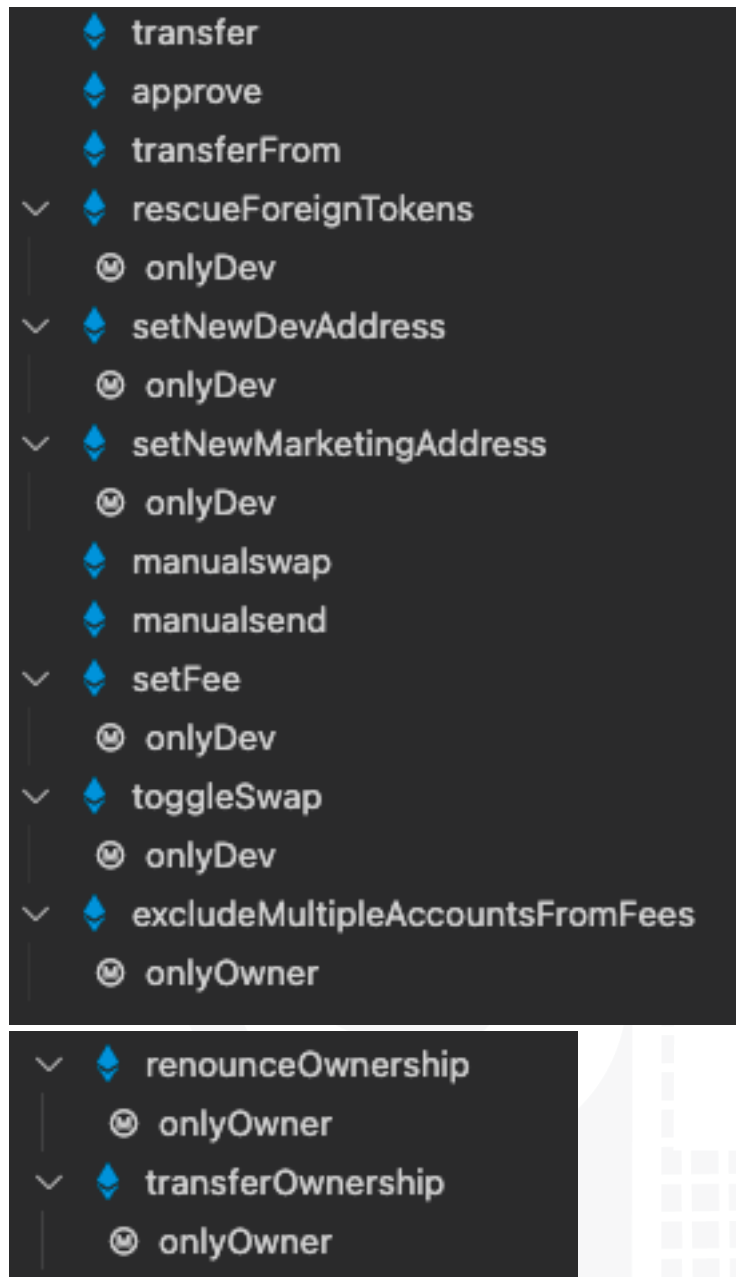 transfer
approve
transferFrom
rescueForeignTokens
onlyDev
setNewDevAddress
onlyDev
setNewMarketingAddress
onlyDev
manualswap
manualsend
setFee
onlyDev
toggleSwap
onlyDev
excludeMultipleAccountsFromFees
onlyOwner
renounceOwnership
onlyOwner
transferOwnership
onlyOwner